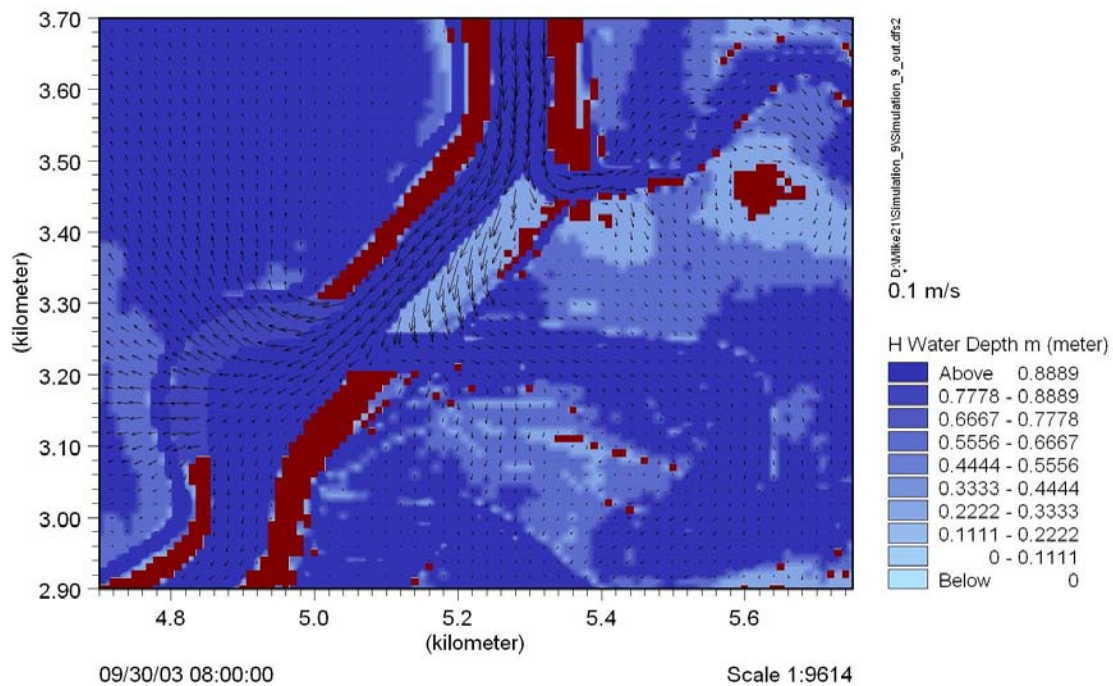 3.70
3.60
3.50
3.40
3.30
3.20
3.10
3.00
2.90
(kilometer)
4.8 5.0 5.2 5.4 5.6
(kilometer)
09/30/03 08:00:00
Scale 1:9614
D:\Mike21\Simulation_9\Simulation_9_out.dfs2
0.1 m/s
H Water Depth m (meter)
Above 0.8889
0.7778 - 0.8889
0.6667 - 0.7778
0.5556 - 0.6667
0.4444 - 0.5556
0.3333 - 0.4444
0.2222 - 0.3333
0.1111 - 0.2222
0 - 0.1111
Below 0